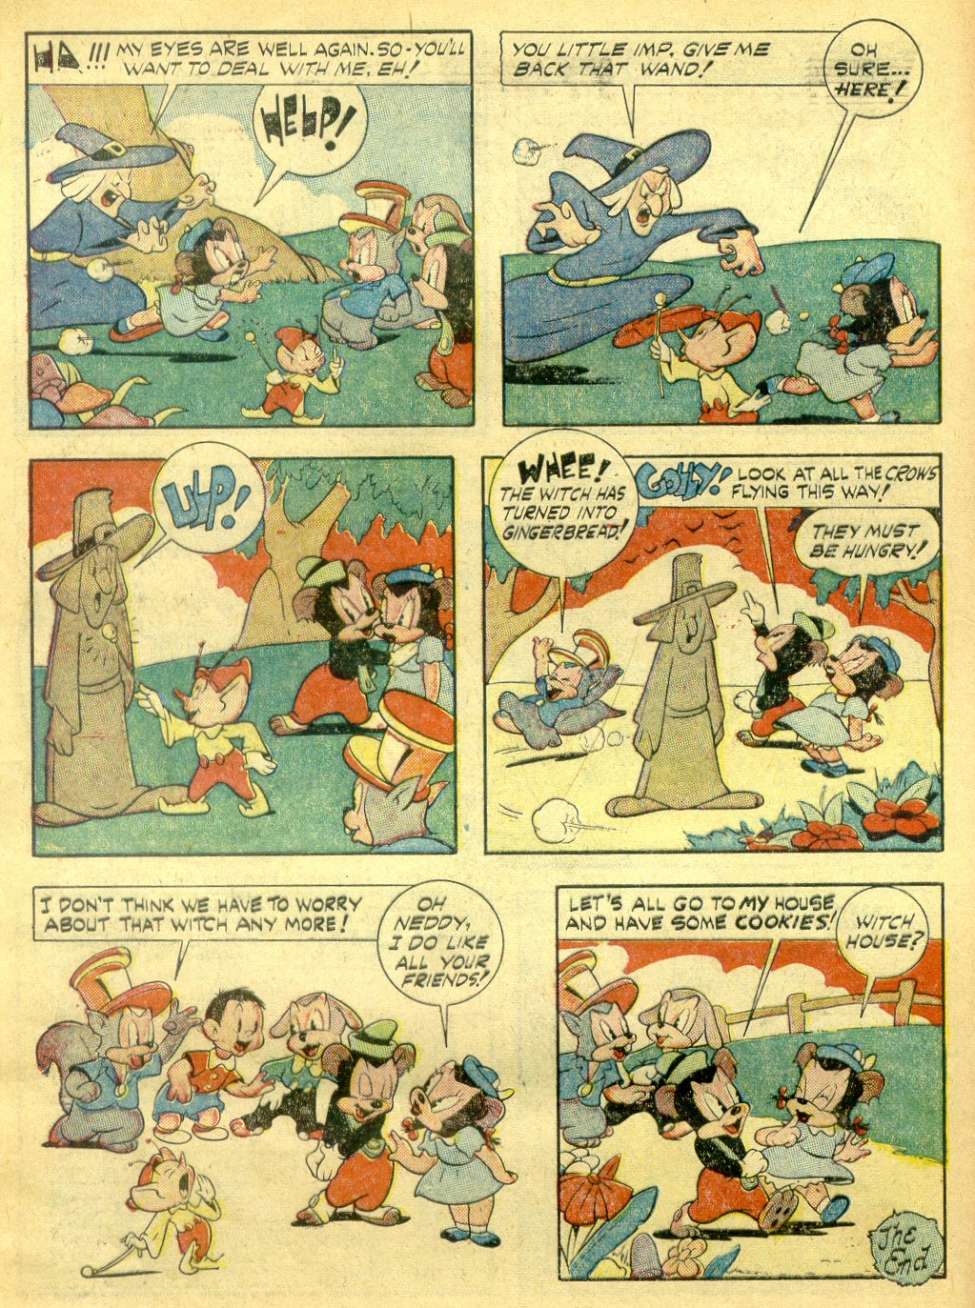 HA!!! MY EYES ARE WELL AGAIN. SO-YOU'LL
WANT TO DEAL WITH ME, EH!
HELP!
YOU LITTLE IMP, GIVE ME
BACK THAT WAND!
OH
SURE...
HERE!
ULP!
WHEE!
THE WITCH HAS
TURNED INTO
GINGERBREAD!
GOLLY! LOOK AT ALL THE CROWS
FLYING THIS WAY!
THEY MUST
BE HUNGRY!
I DON'T THINK WE HAVE TO WORRY
ABOUT THAT WITCH ANY MORE!
OH
NEDDY,
I DO LIKE
ALL YOUR
FRIENDS!
LET'S ALL GO TO MY HOUSE
AND HAVE SOME COOKIES!
WITCH
HOUSE?
The
End